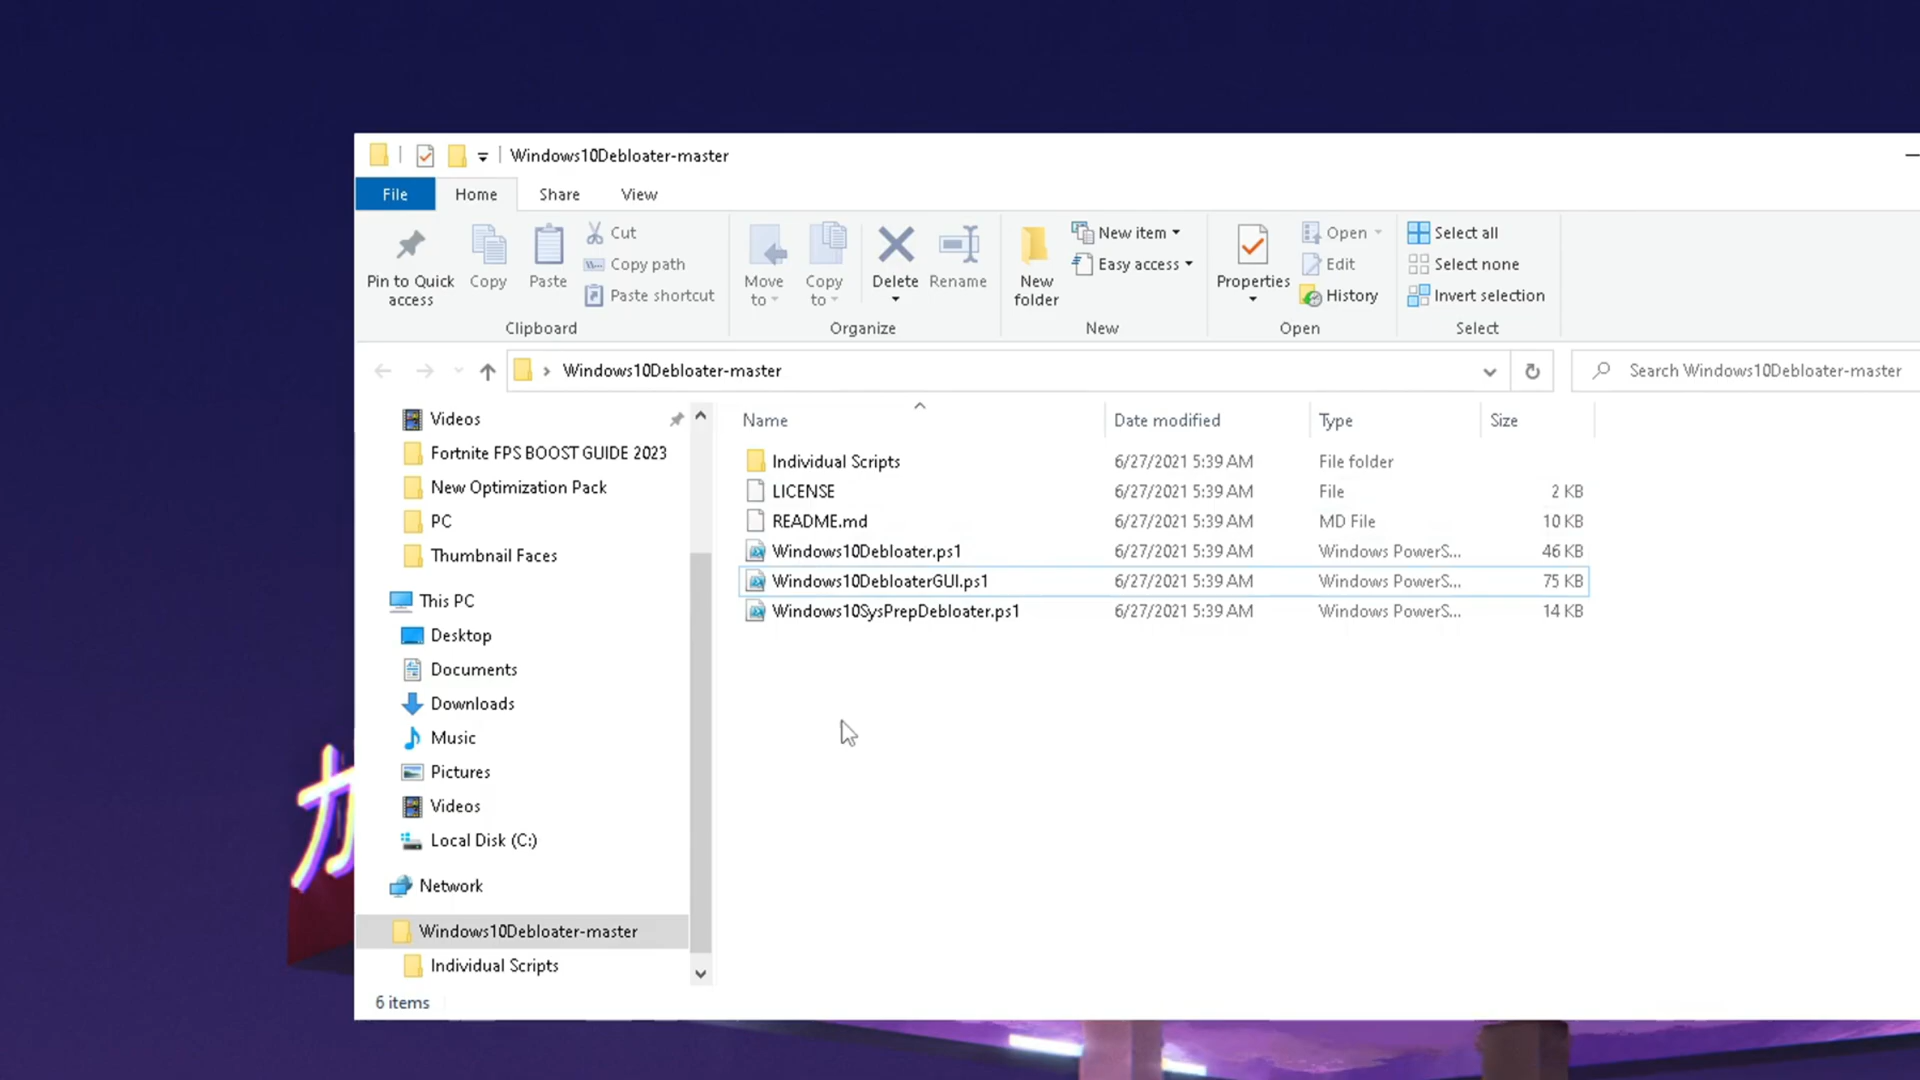 Windows10Debloater-master
File Home Share View
Pin to Quick access
Copy
Paste
Cut
Copy path
Paste shortcut
Clipboard
Move to
Copy to
Delete
Rename
Organize
New folder
New item
Easy access
New
Properties
Open
Edit
History
Open
Select all
Select none
Invert selection
Select
Windows10Debloater-master
Search Windows10Debloater-master
Videos
Fortnite FPS BOOST GUIDE 2023
New Optimization Pack
PC
Thumbnail Faces
This PC
Desktop
Documents
Downloads
Music
Pictures
Videos
Local Disk (C:)
Network
Windows10Debloater-master
Individual Scripts
Name Date modified Type Size
Individual Scripts 6/27/2021 5:39 AM File folder
LICENSE 6/27/2021 5:39 AM File 2 KB
README.md 6/27/2021 5:39 AM MD File 10 KB
Windows10Debloater.ps1 6/27/2021 5:39 AM Windows PowerS... 46 KB
Windows10DebloaterGUI.ps1 6/27/2021 5:39 AM Windows PowerS... 75 KB
Windows10SysPrepDebloater.ps1 6/27/2021 5:39 AM Windows PowerS... 14 KB
6 items